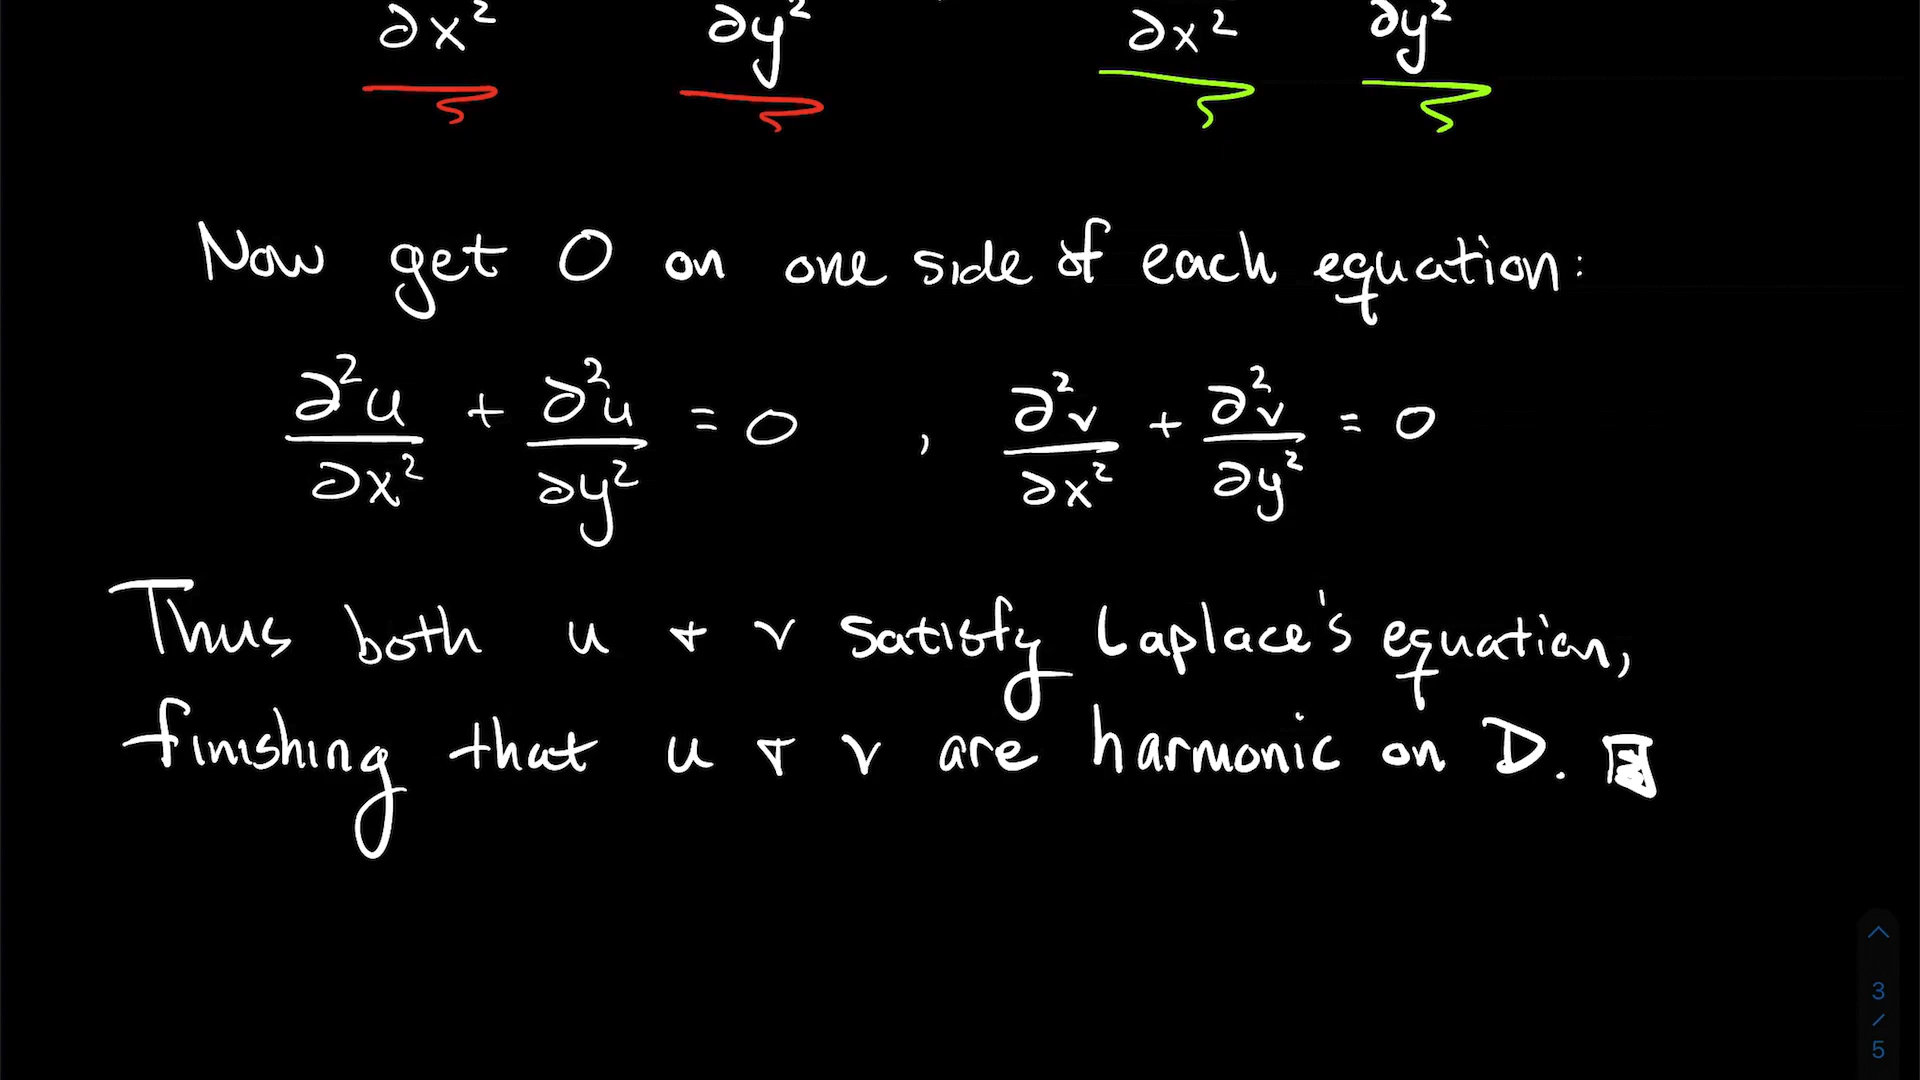 ∂x² ∂y² ∂x² ∂y²
Now get 0 on one side of each equation:
∂²u/∂x² + ∂²u/∂y² = 0 , ∂²v/∂x² + ∂²v/∂y² = 0
Thus both u + v satisfy Laplace's equation,
finishing that u + v are harmonic on D.
3
/
5